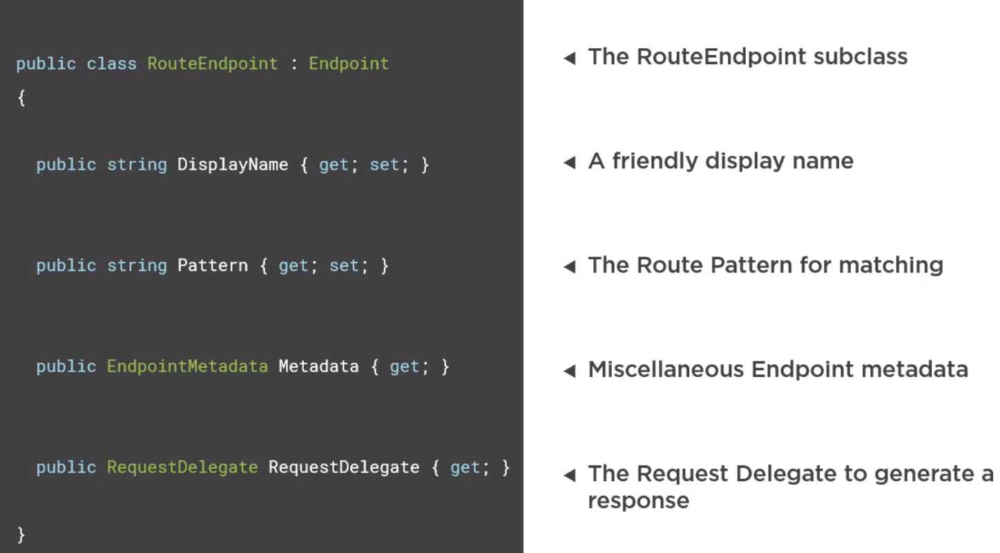 public class RouteEndpoint : Endpoint
{
public string DisplayName { get; set; }
public string Pattern { get; set; }
public EndpointMetadata Metadata { get; }
public RequestDelegate RequestDelegate { get; }
}
The RouteEndpoint subclass
A friendly display name
The Route Pattern for matching
Miscellaneous Endpoint metadata
The Request Delegate to generate a
response